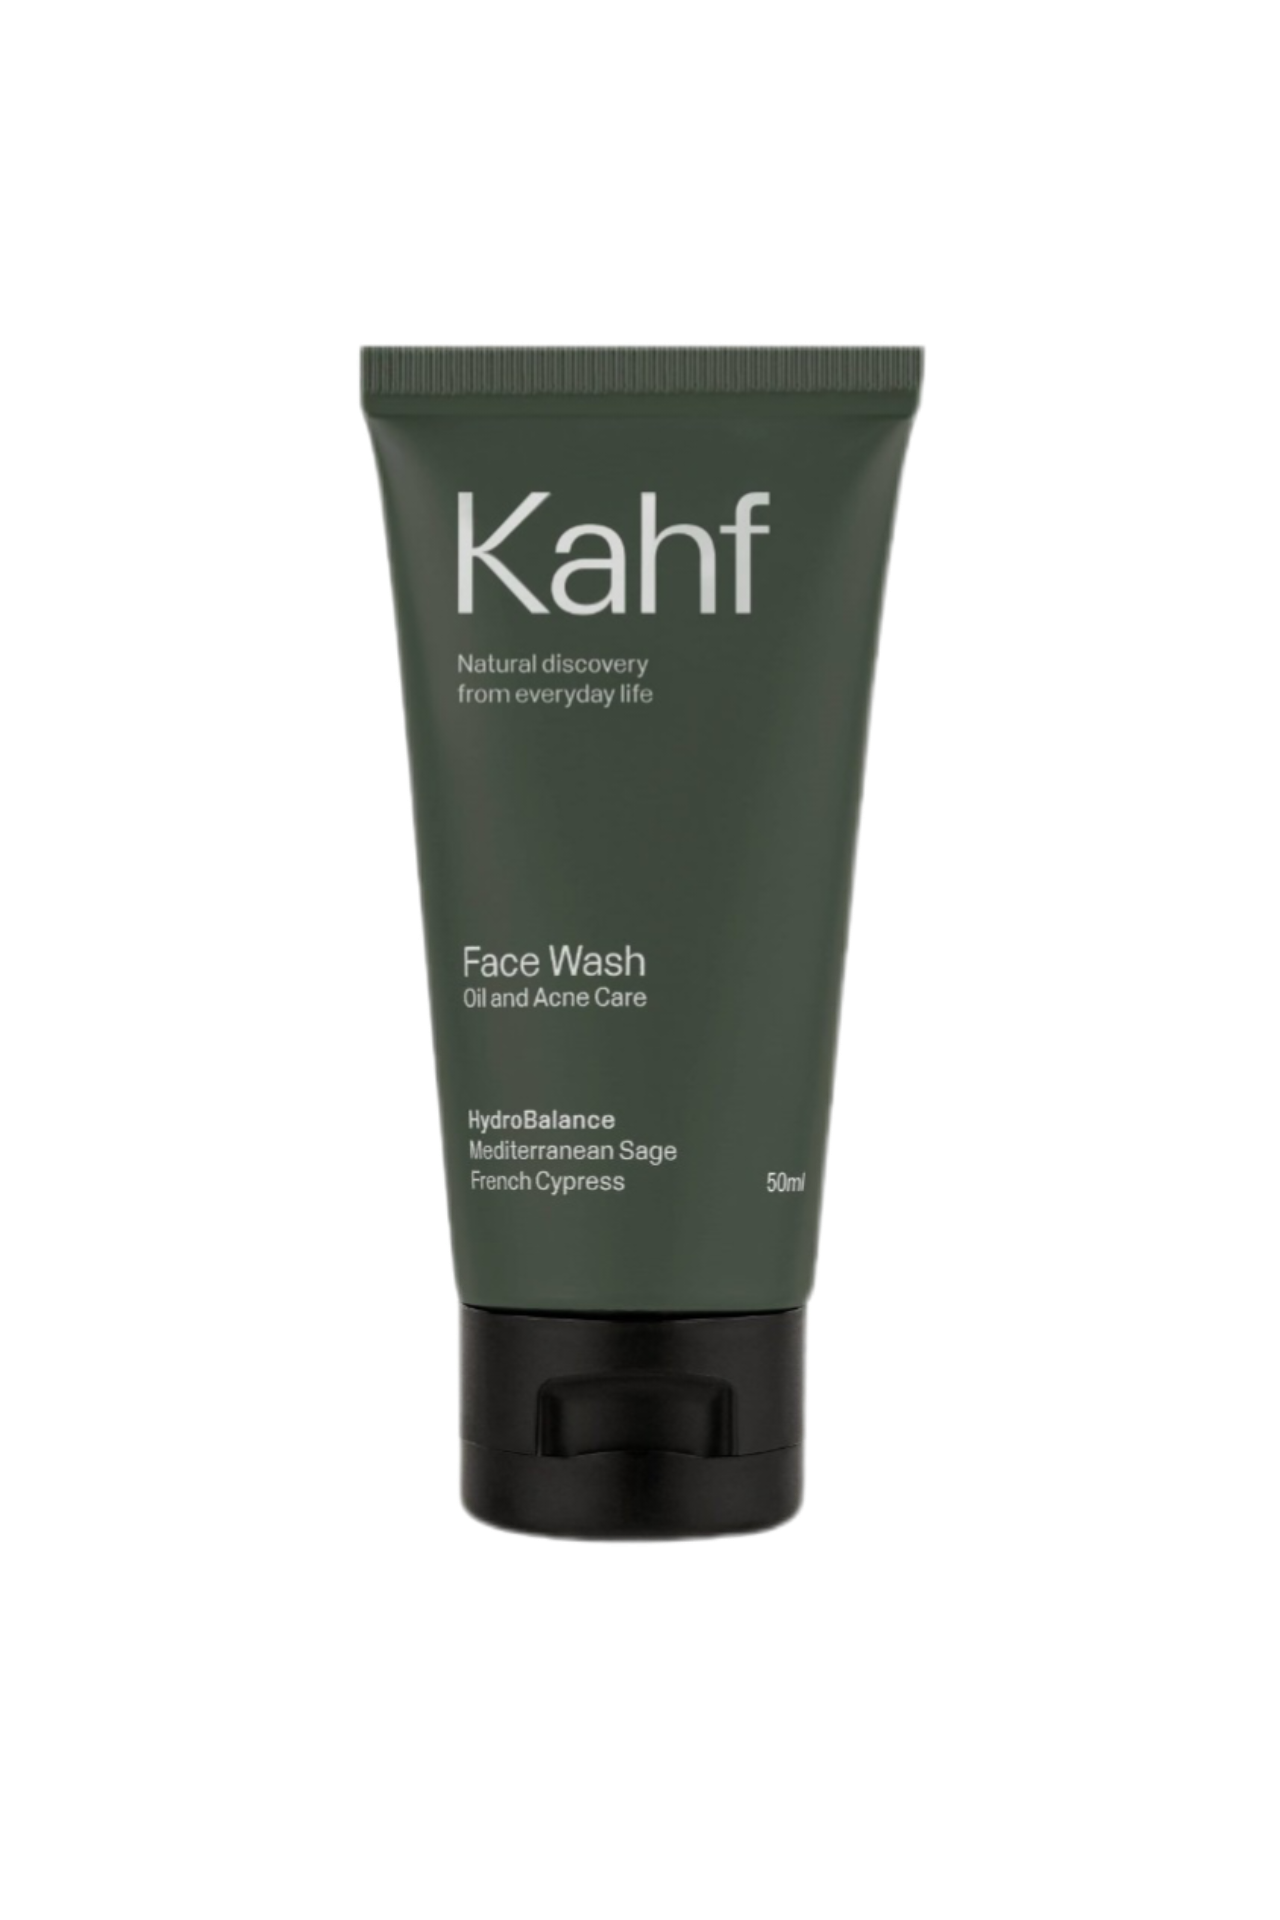 Kahf
Natural discovery
from everyday life
Face Wash
Oil and Acne Care
HydroBalance
Mediterranean Sage
French Cypress
50ml